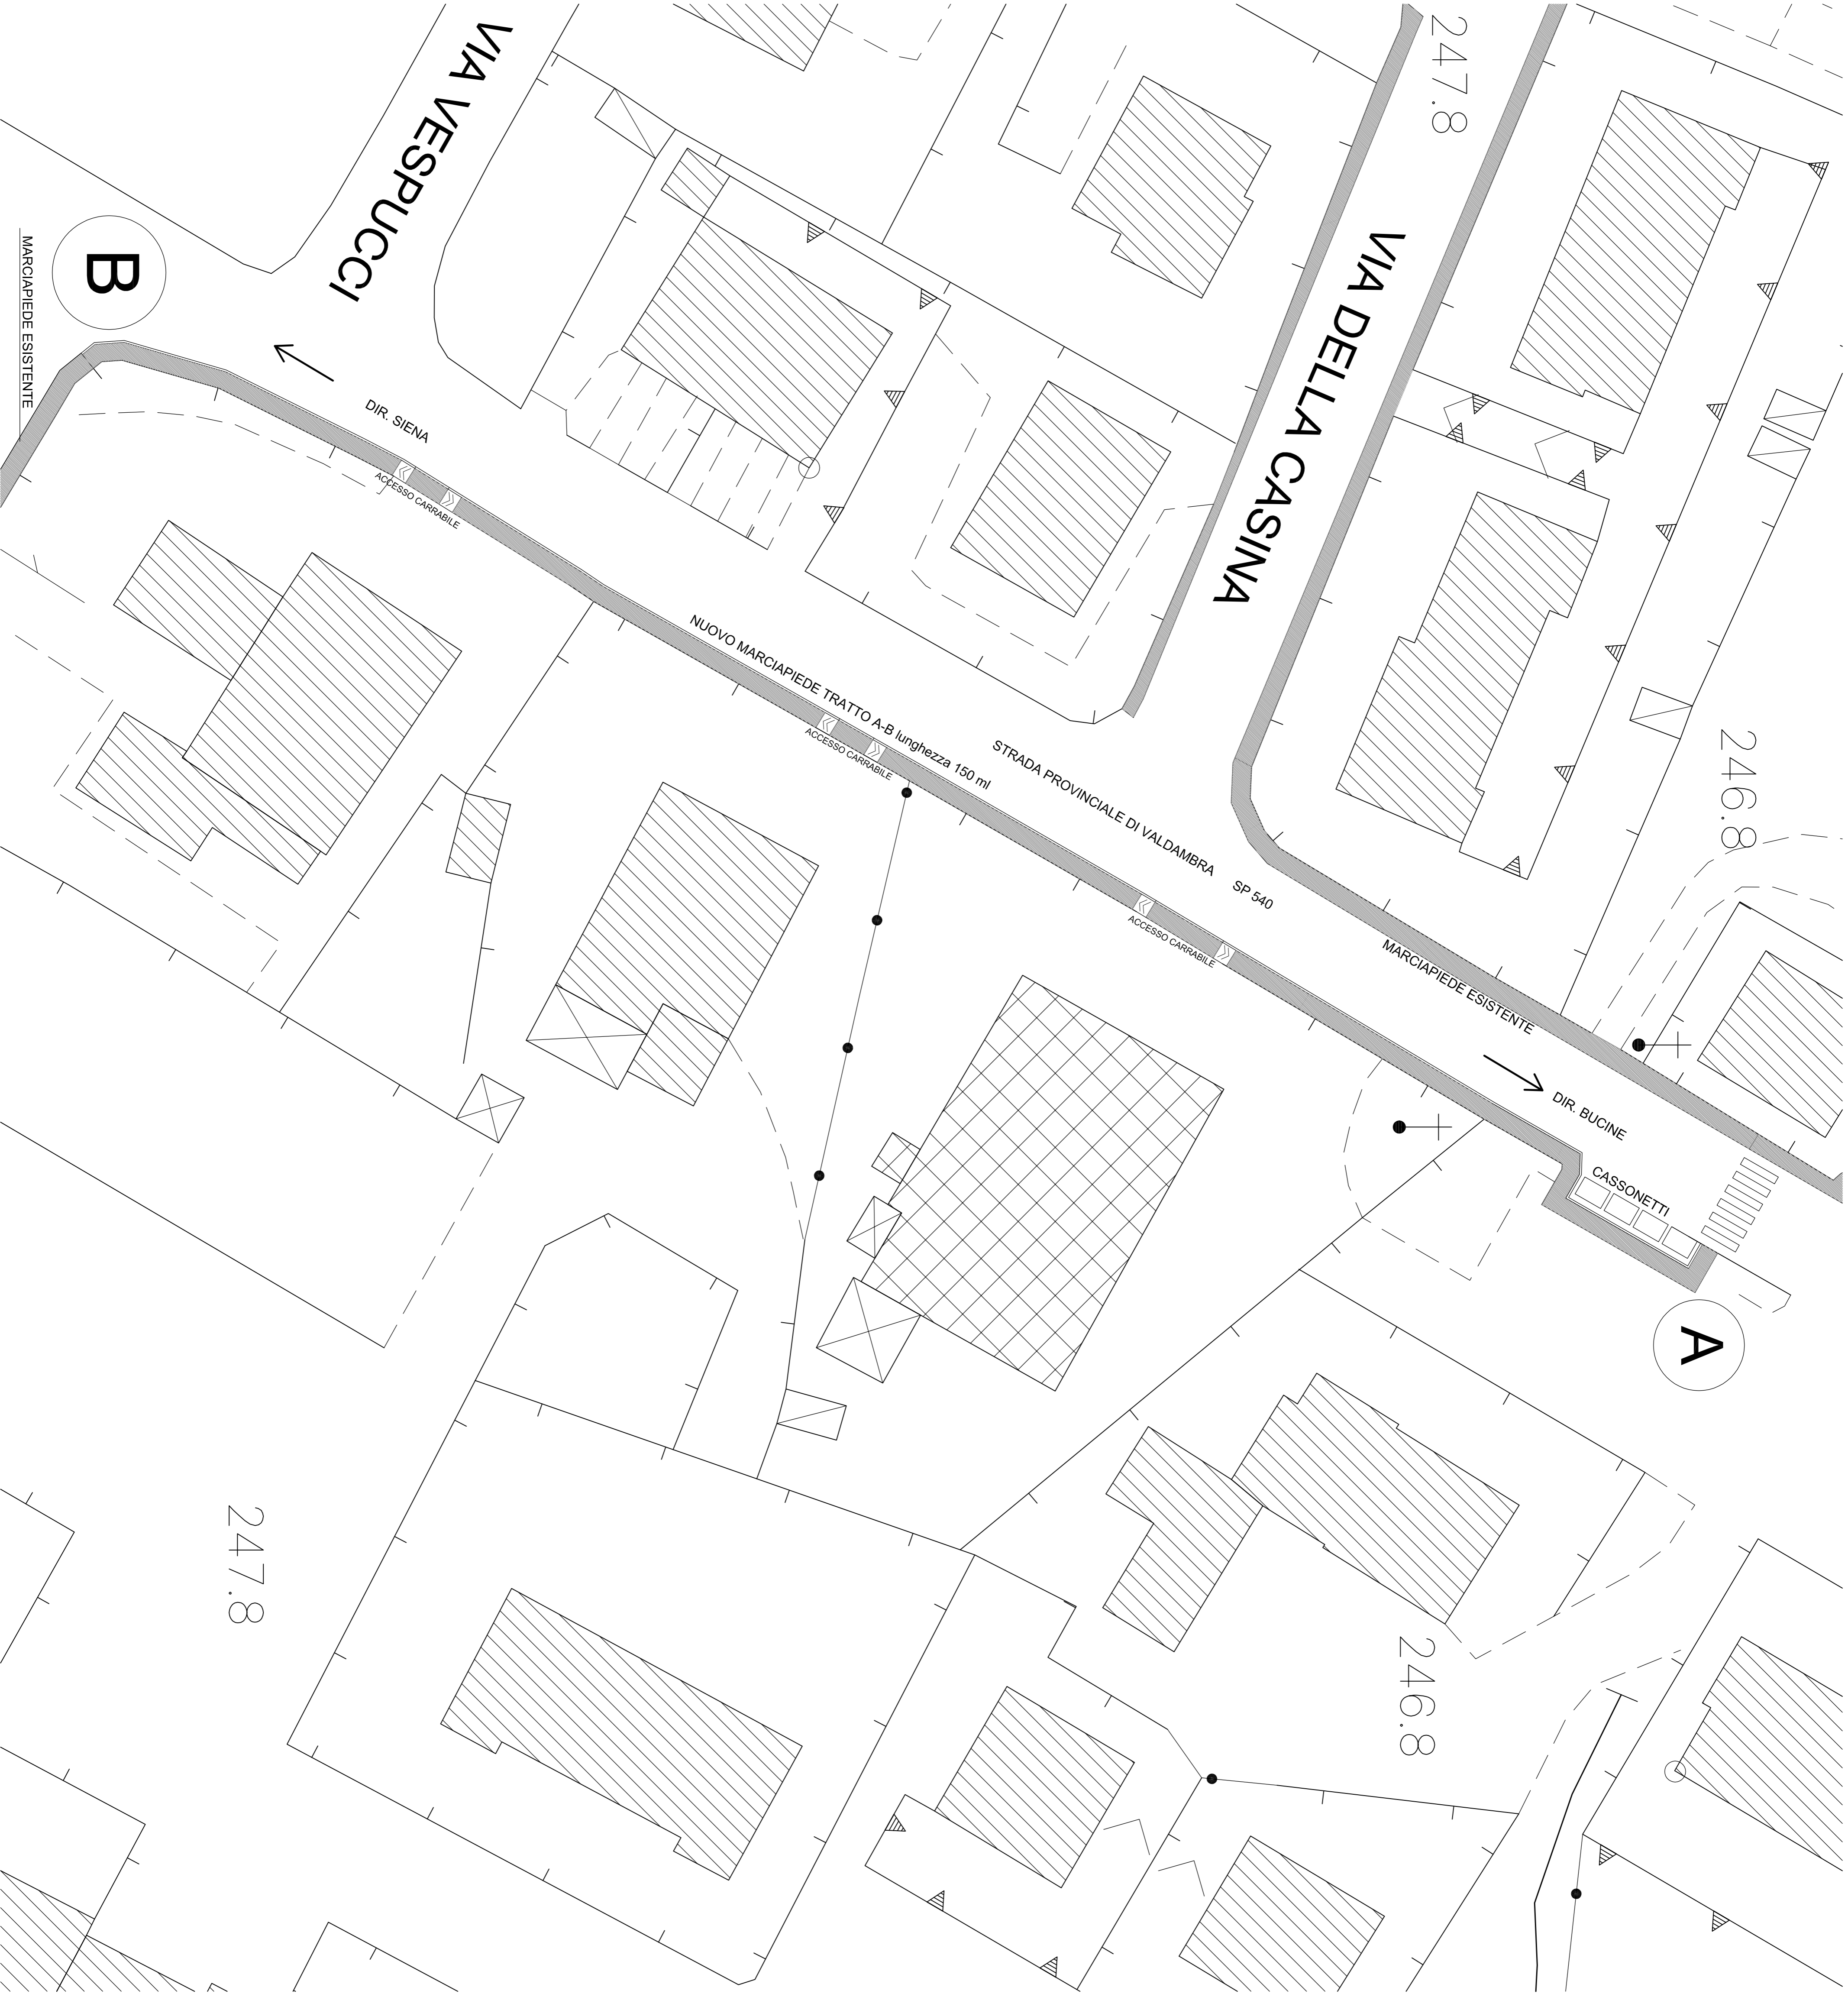 VIA VESPUCCI
247.8
VIA DELLA CASINA
B
MARCIAPIEDE ESISTENTE
DIR. SIENA
ACCESSO CARRABILE
NUOVO MARCIAPIEDE TRATTO A-B lunghezza 150 ml
ACCESSO CARRABILE
STRADA PROVINCIALE DI VALDAMBRA SP 540
246.8
ACCESSO CARRABILE
MARCIAPIEDE ESISTENTE
DIR. BUCINE
CASSONETTI
A
247.8
246.8